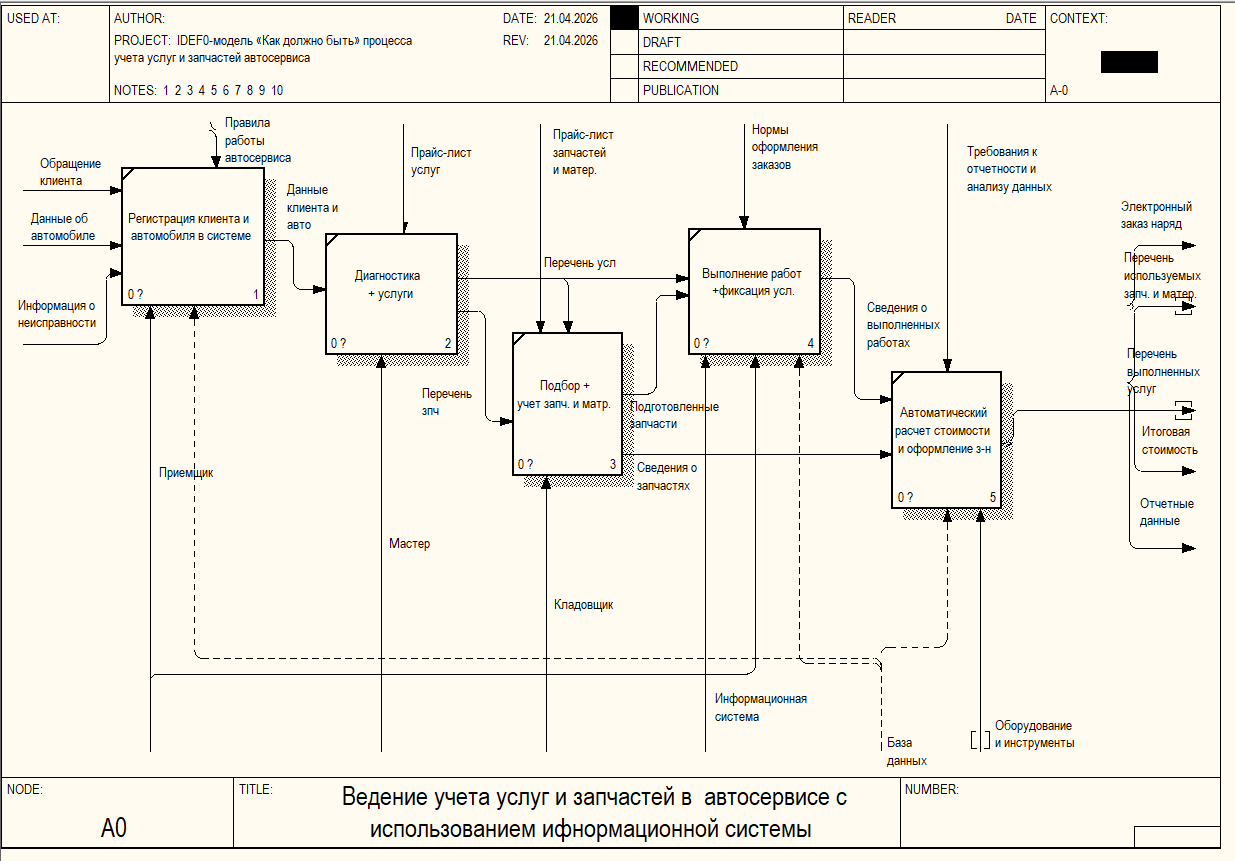 USED AT:
AUTHOR:
DATE: 21.04.2026
PROJECT: IDEF0-модель «Как должно быть» процесса
учета услуг и запчастей автосервиса
REV: 21.04.2026
NOTES: 1 2 3 4 5 6 7 8 9 10
WORKING
DRAFT
RECOMMENDED
PUBLICATION
READER
DATE
CONTEXT:
A-0
Обращение
клиента
Данные об
автомобиле
Информация о
неисправности
Правила
работы
автосервиса
Регистрация клиента и
автомобиля в системе
0 ?
1
Данные
клиента и
авто
Прайс-лист
услуг
Диагностика
+ услуги
0 ?
2
Перечень усл
Перечень
зпч
Прайс-лист
запчастей
и матер.
Подбор +
учет запч. и матр.
0 ?
3
Подготовленные
запчасти
Сведения о
запчастях
Нормы
оформления
заказов
Выполнение работ
+фиксация усл.
0 ?
4
Сведения о
выполненных
работах
Требования к
отчетности и
анализу данных
Автоматический
расчет стоимости
и оформление з-н
0 ?
5
Электронный
заказ наряд
Перечень
используемых
запч. и матер.
Перечень
выполненных
услуг
Итоговая
стоимость
Отчетные
данные
Приемщик
Мастер
Кладовщик
Информационная
система
База
данных
Оборудование
и инструменты
NODE:
A0
TITLE:
Ведение учета услуг и запчастей в автосервисе с
использованием ифнормационной системы
NUMBER: